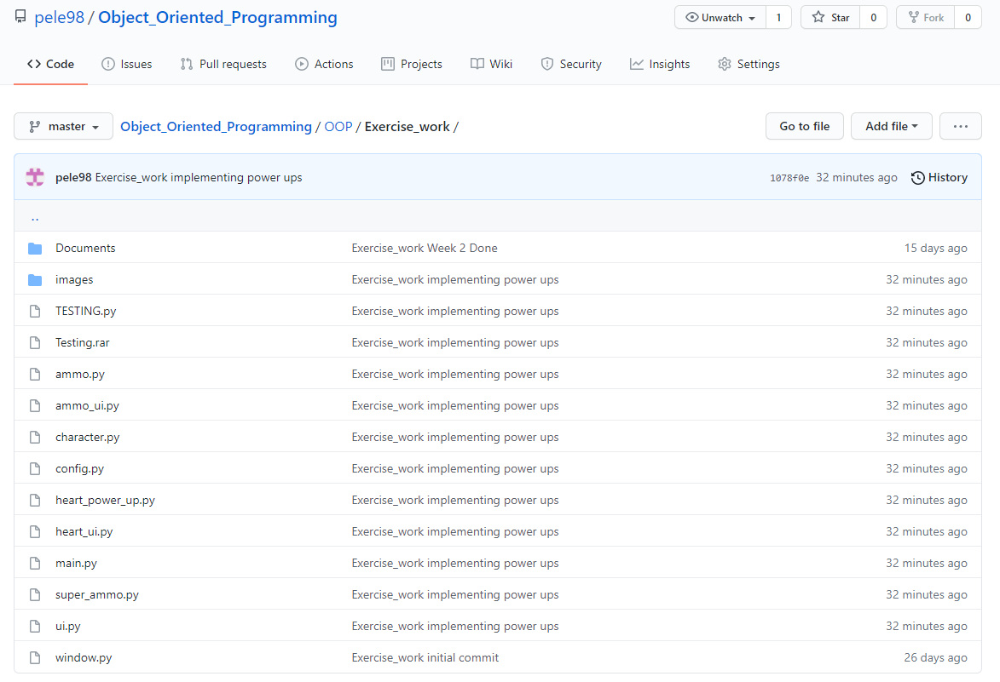 pele98 / Object_Oriented_Programming Unwatch 1 Star 0 Fork 0
Code Issues Pull requests Actions Projects Wiki Security Insights Settings
master Object_Oriented_Programming / OOP / Exercise_work / Go to file Add file ...
pele98 Exercise_work implementing power ups 1078f0e 32 minutes ago History
..
Documents Exercise_work Week 2 Done 15 days ago
images Exercise_work implementing power ups 32 minutes ago
TESTING.py Exercise_work implementing power ups 32 minutes ago
Testing.rar Exercise_work implementing power ups 32 minutes ago
ammo.py Exercise_work implementing power ups 32 minutes ago
ammo_ui.py Exercise_work implementing power ups 32 minutes ago
character.py Exercise_work implementing power ups 32 minutes ago
config.py Exercise_work implementing power ups 32 minutes ago
heart_power_up.py Exercise_work implementing power ups 32 minutes ago
heart_ui.py Exercise_work implementing power ups 32 minutes ago
main.py Exercise_work implementing power ups 32 minutes ago
super_ammo.py Exercise_work implementing power ups 32 minutes ago
ui.py Exercise_work implementing power ups 32 minutes ago
window.py Exercise_work initial commit 26 days ago